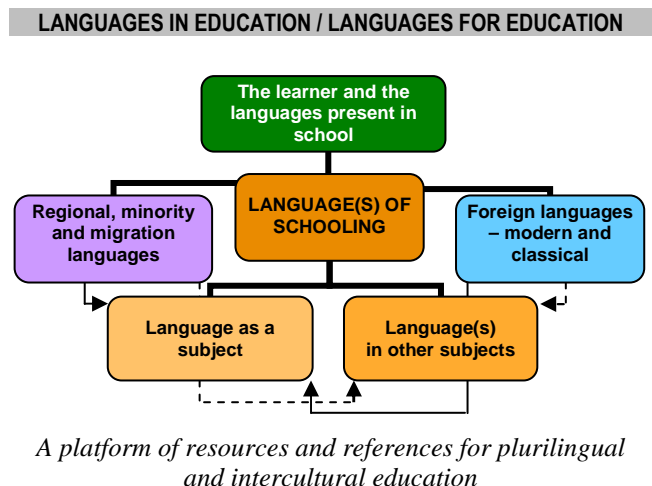 LANGUAGES IN EDUCATION / LANGUAGES FOR EDUCATION
The learner and the
languages present in
school
Regional, minority
and migration
languages
LANGUAGE(S) OF
SCHOOLING
Foreign languages
– modern and
classical
Language as a
subject
Language(s)
in other subjects
A platform of resources and references for plurilingual
and intercultural education